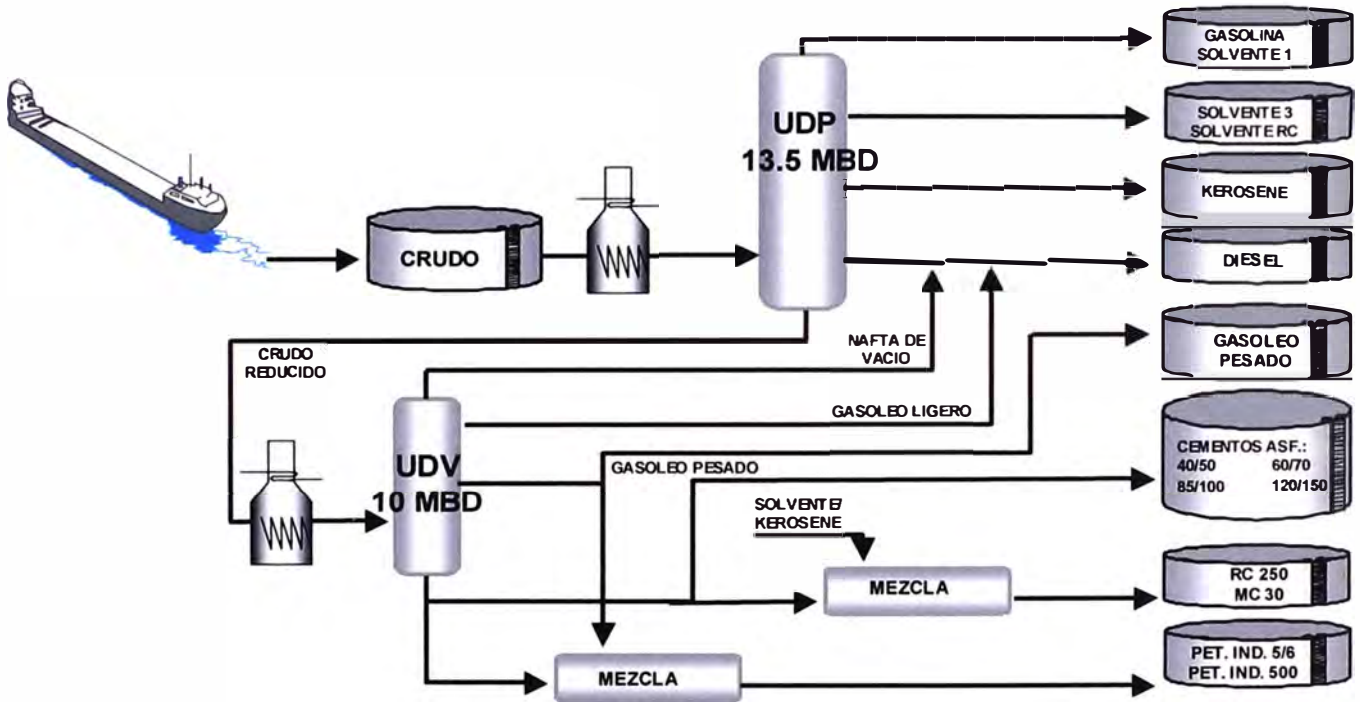 GASOLINA
SOLVENTE 1
UDP
13.5 MBD
SOLVENTE 3
SOLVENTE RC
KEROSENE
CRUDO
DIESEL
CRUDO
REDUCIDO
NAFTA DE
VACIO
GASOLEO
PESADO
GASOLEO LIGERO
UDV
10 MBD
GASOLEO PESADO
CEMENTOS ASF.:
40/50 60/70
85/100 120/150
SOLVENTE/
KEROSENE
MEZCLA
RC 250
MC 30
MEZCLA
PET. IND. 5/6
PET. IND. 500